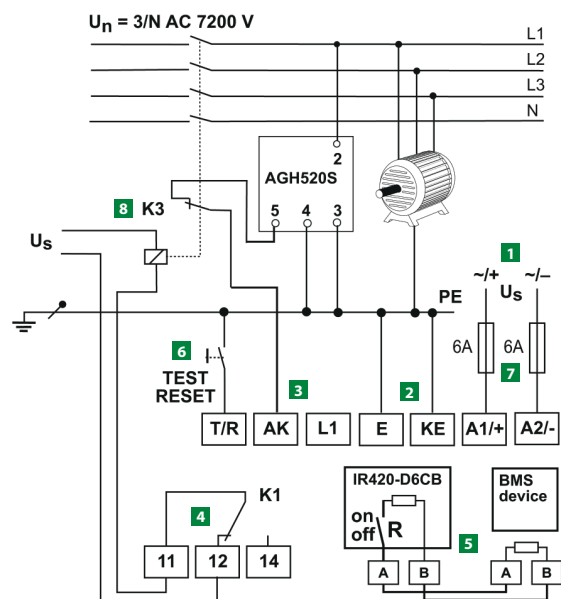 Un = 3/N AC 7200 V
L1
L2
L3
N
2
AGH520S
5 4 3
8 K3
Us
1
~/+ ~/–
Us
PE
6A 6A
7
6
TEST
RESET
3
2
T/R AK L1 E KE A1/+ A2/-
IR420-D6CB
BMS
device
K1
4
on
off R
5
11 12 14
A B A B